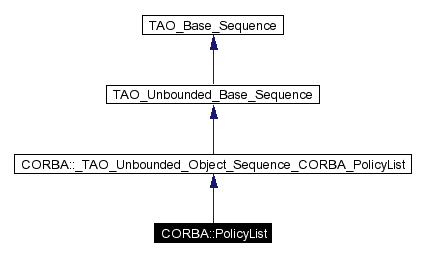 TAO_Base_Sequence
TAO_Unbounded_Base_Sequence
CORBA::_TAO_Unbounded_Object_Sequence_CORBA_PolicyList
CORBA::PolicyList